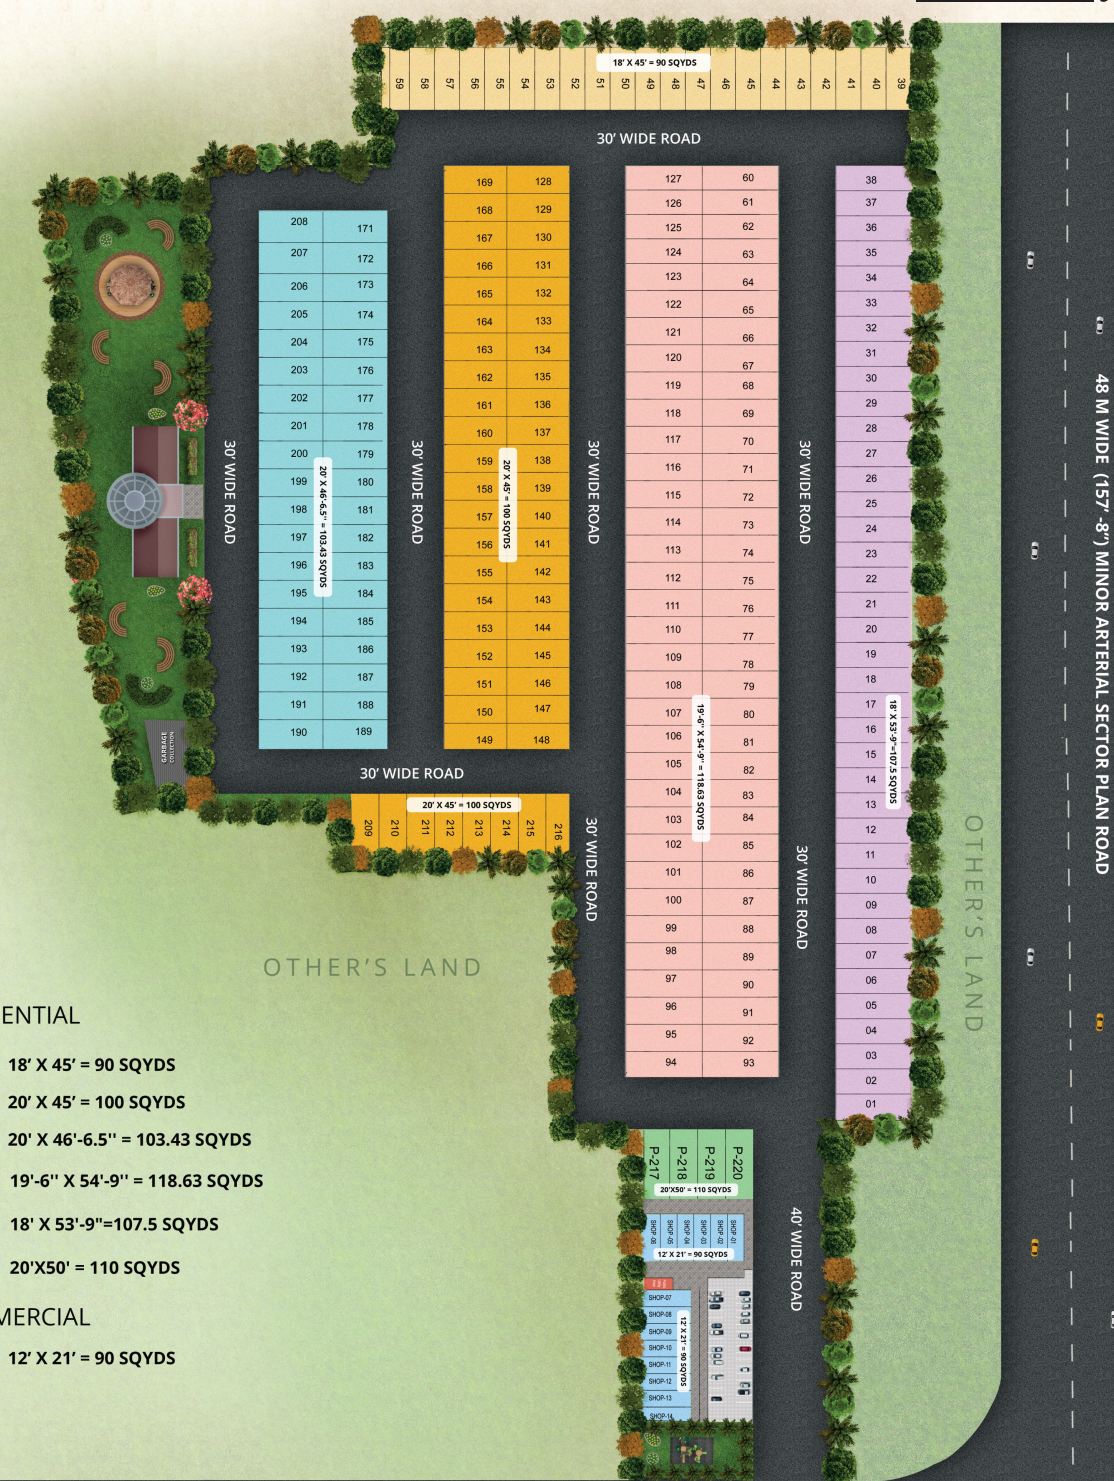 18' X 45' = 90 SQYDS
59 58 57 56 55 54 53 52 51 50 49 48 47 46 45 44 43 42 41 40 39
30' WIDE ROAD
127 60
126 61
125 62
124 63
123 64
122 65
121 66
120 67
119 68
118 69
117 70
116 71
115 72
114 73
113 74
112 75
111 76
110 77
109 78
108 79
107 80
106 81
105 82
104 83
103 84
102 85
101 86
100 87
99 88
98 89
97 90
96 91
95 92
94 93
19'-6'' X 54'-9'' = 118.63 SQYDS
169 128
168 129
167 130
166 131
165 132
164 133
163 134
162 135
161 136
160 137
159 138
158 139
157 140
156 141
155 142
154 143
153 144
152 145
151 146
150 147
149 148
20' X 45' = 100 SQYDS
208 171
207 172
206 173
205 174
204 175
203 176
202 177
201 178
200 179
199 180
198 181
197 182
196 183
195 184
194 185
193 186
192 187
191 188
190 189
20' X 46'-6.5'' = 103.43 SQYDS
38
37
36
35
34
33
32
31
30
29
28
27
26
25
24
23
22
21
20
19
18
17
16
15
14
13
12
11
10
09
08
07
06
05
04
03
02
01
18' X 53'-9"=107.5 SQYDS
30' WIDE ROAD
30' WIDE ROAD
30' WIDE ROAD
30' WIDE ROAD
48 M WIDE (157' -8") MINOR ARTERIAL SECTOR PLAN ROAD
GARBAGE
COLLECTION
30' WIDE ROAD
20' X 45' = 100 SQYDS
209 210 211 212 213 214 215 216
30' WIDE ROAD
30' WIDE ROAD
OTHER'S LAND
OTHER'S LAND
ENTIAL
18' X 45' = 90 SQYDS
20' X 45' = 100 SQYDS
20' X 46'-6.5'' = 103.43 SQYDS
19'-6'' X 54'-9'' = 118.63 SQYDS
18' X 53'-9"=107.5 SQYDS
20'X50' = 110 SQYDS
MERCIAL
12' X 21' = 90 SQYDS
P-217 P-218 P-219 P-220
20'X50' = 110 SQYDS
SHOP-06 SHOP-05 SHOP-04 SHOP-03 SHOP-02 SHOP-01
12' X 21' = 90 SQYDS
SHOP-07
SHOP-08
SHOP-09
SHOP-10
SHOP-11
SHOP-12
SHOP-13
SHOP-14
12' X 21' = 90 SQYDS
40' WIDE ROAD